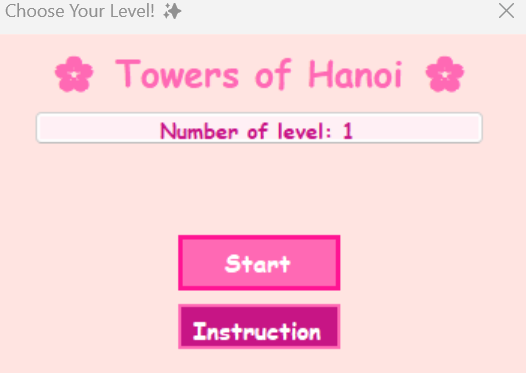 Choose Your Level! ✨
🌸 Towers of Hanoi 🌸
Number of level: 1
Start
Instruction